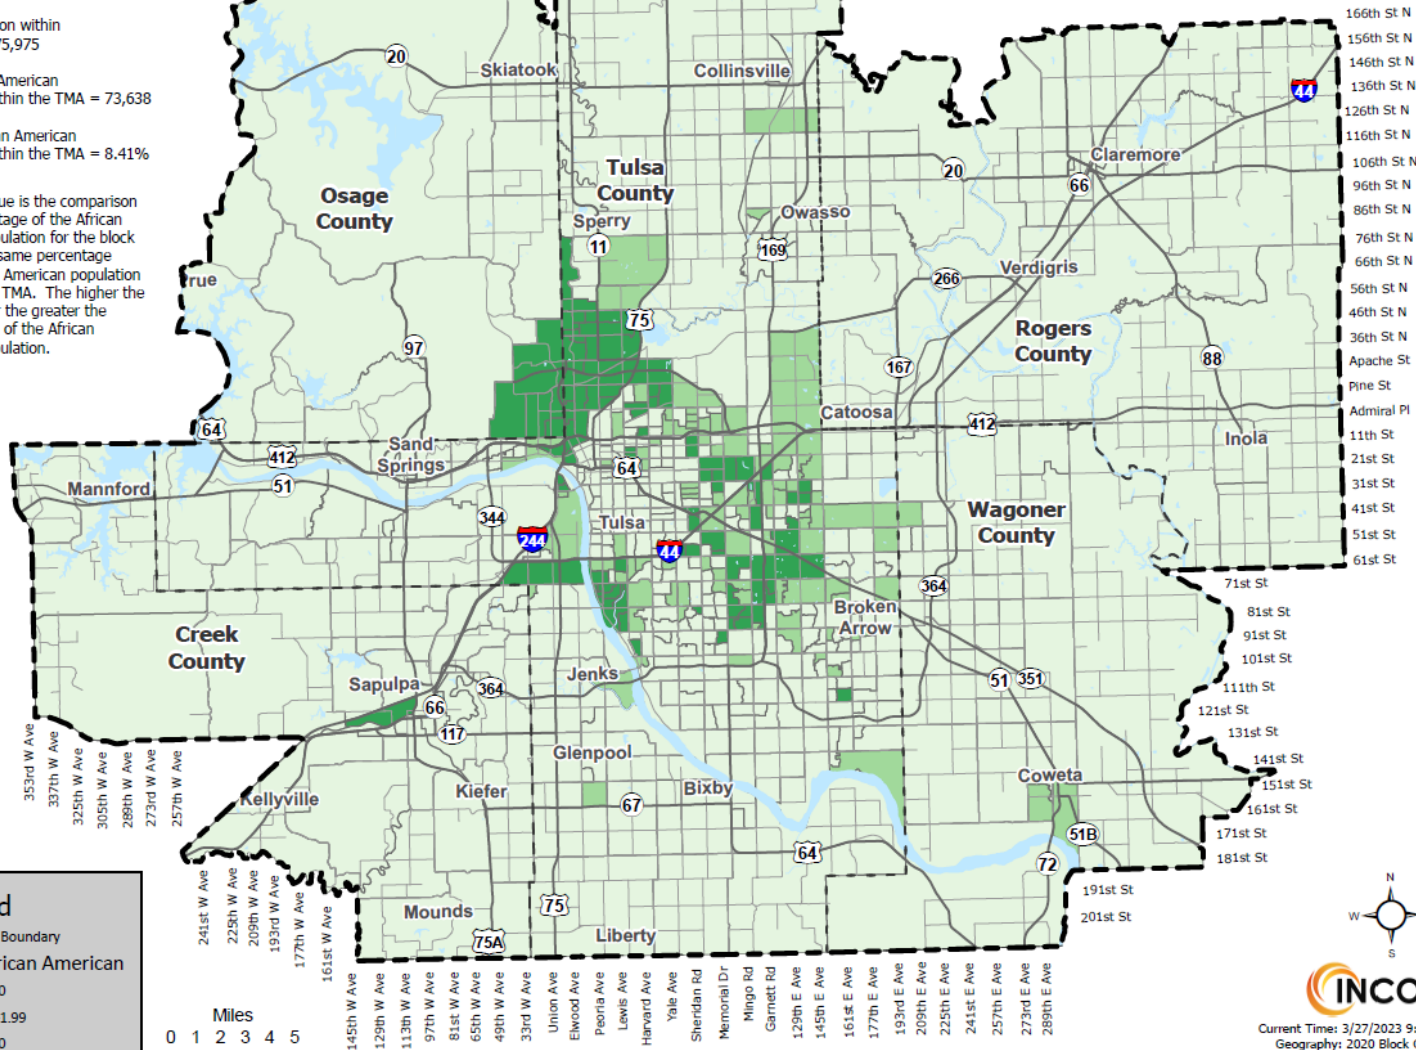 on within
75,975
American
thin the TMA = 73,638
an American
thin the TMA = 8.41%
ue is the comparison
tage of the African
pulation for the block
same percentage
American population
TMA. The higher the
the greater the
of the African
pulation.
20
Skiatook
Collinsville
44
Tulsa
County
Osage
County
Sperry
11
Owasso
169
20
Claremore
66
rue
75
97
266
Verdigris
Rogers
County
88
167
Catoosa
412
Inola
64
412
51
Sand
Springs
Mannford
64
344
Tulsa
244
44
Wagoner
County
364
Broken
Arrow
Creek
County
Sapulpa
364
66
117
Jenks
51
351
Glenpool
Kellyville
Kiefer
67
Bixby
Coweta
51B
64
72
Mounds
75
75A
Liberty
166th St N
156th St N
146th St N
136th St N
126th St N
116th St N
106th St N
96th St N
86th St N
76th St N
66th St N
56th St N
46th St N
36th St N
Apache St
Pine St
Admiral Pl
11th St
21st St
31st St
41st St
51st St
61st St
71st St
81st St
91st St
101st St
111th St
121st St
131st St
141st St
151st St
161st St
171st St
181st St
191st St
201st St
353rd W Ave
337th W Ave
325th W Ave
305th W Ave
289th W Ave
273rd W Ave
257th W Ave
241st W Ave
225th W Ave
209th W Ave
193rd W Ave
177th W Ave
161st W Ave
145th W Ave
129th W Ave
113th W Ave
97th W Ave
81st W Ave
65th W Ave
49th W Ave
33rd W Ave
Union Ave
Elwood Ave
Peoria Ave
Lewis Ave
Harvard Ave
Yale Ave
Sheridan Rd
Memorial Dr
Mingo Rd
Garnett Rd
129th E Ave
145th E Ave
161st E Ave
177th E Ave
193rd E Ave
209th E Ave
225th E Ave
241st E Ave
257th E Ave
273rd E Ave
289th E Ave
d
Boundary
rican American
0
1.99
0
Miles
0 1 2 3 4 5
N
W
S
INCO
Current Time: 3/27/2023 9:
Geography: 2020 Block G